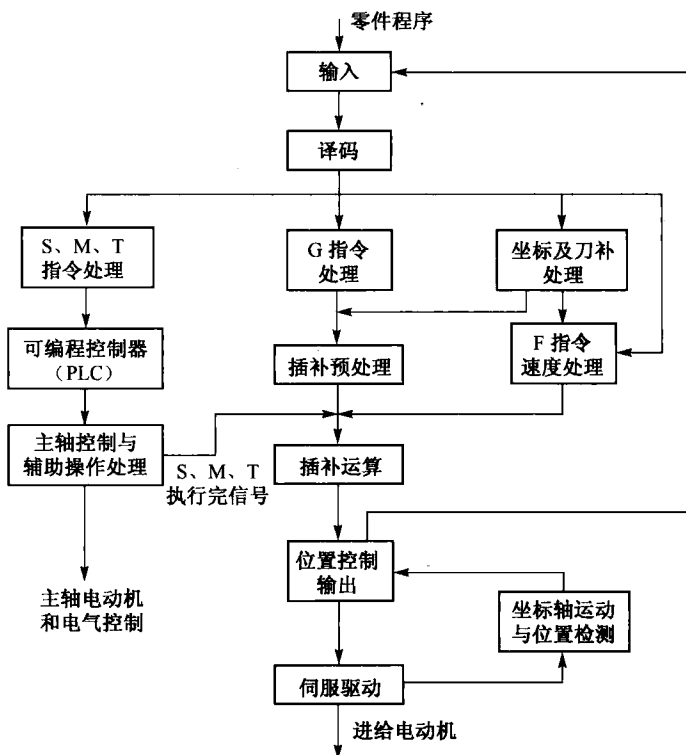 零件程序
输入
译码
S、M、T
指令处理
G 指令
处理
坐标及刀补
处理
可编程控制器
（PLC）
插补预处理
F 指令
速度处理
主轴控制与
辅助操作处理
S、M、T
执行完信号
插补运算
位置控制
输出
主轴电动机
和电气控制
坐标轴运动
与位置检测
伺服驱动
进给电动机